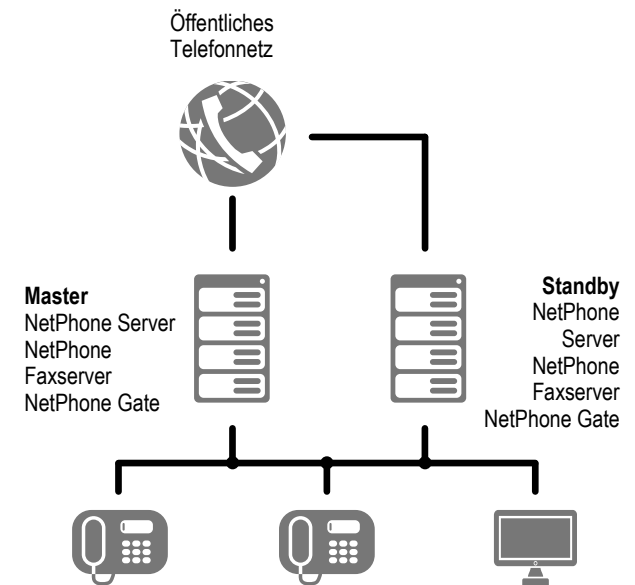 Öffentliches
Telefonnetz
Master
NetPhone Server
NetPhone
Faxserver
NetPhone Gate
Standby
NetPhone
Server
NetPhone
Faxserver
NetPhone Gate